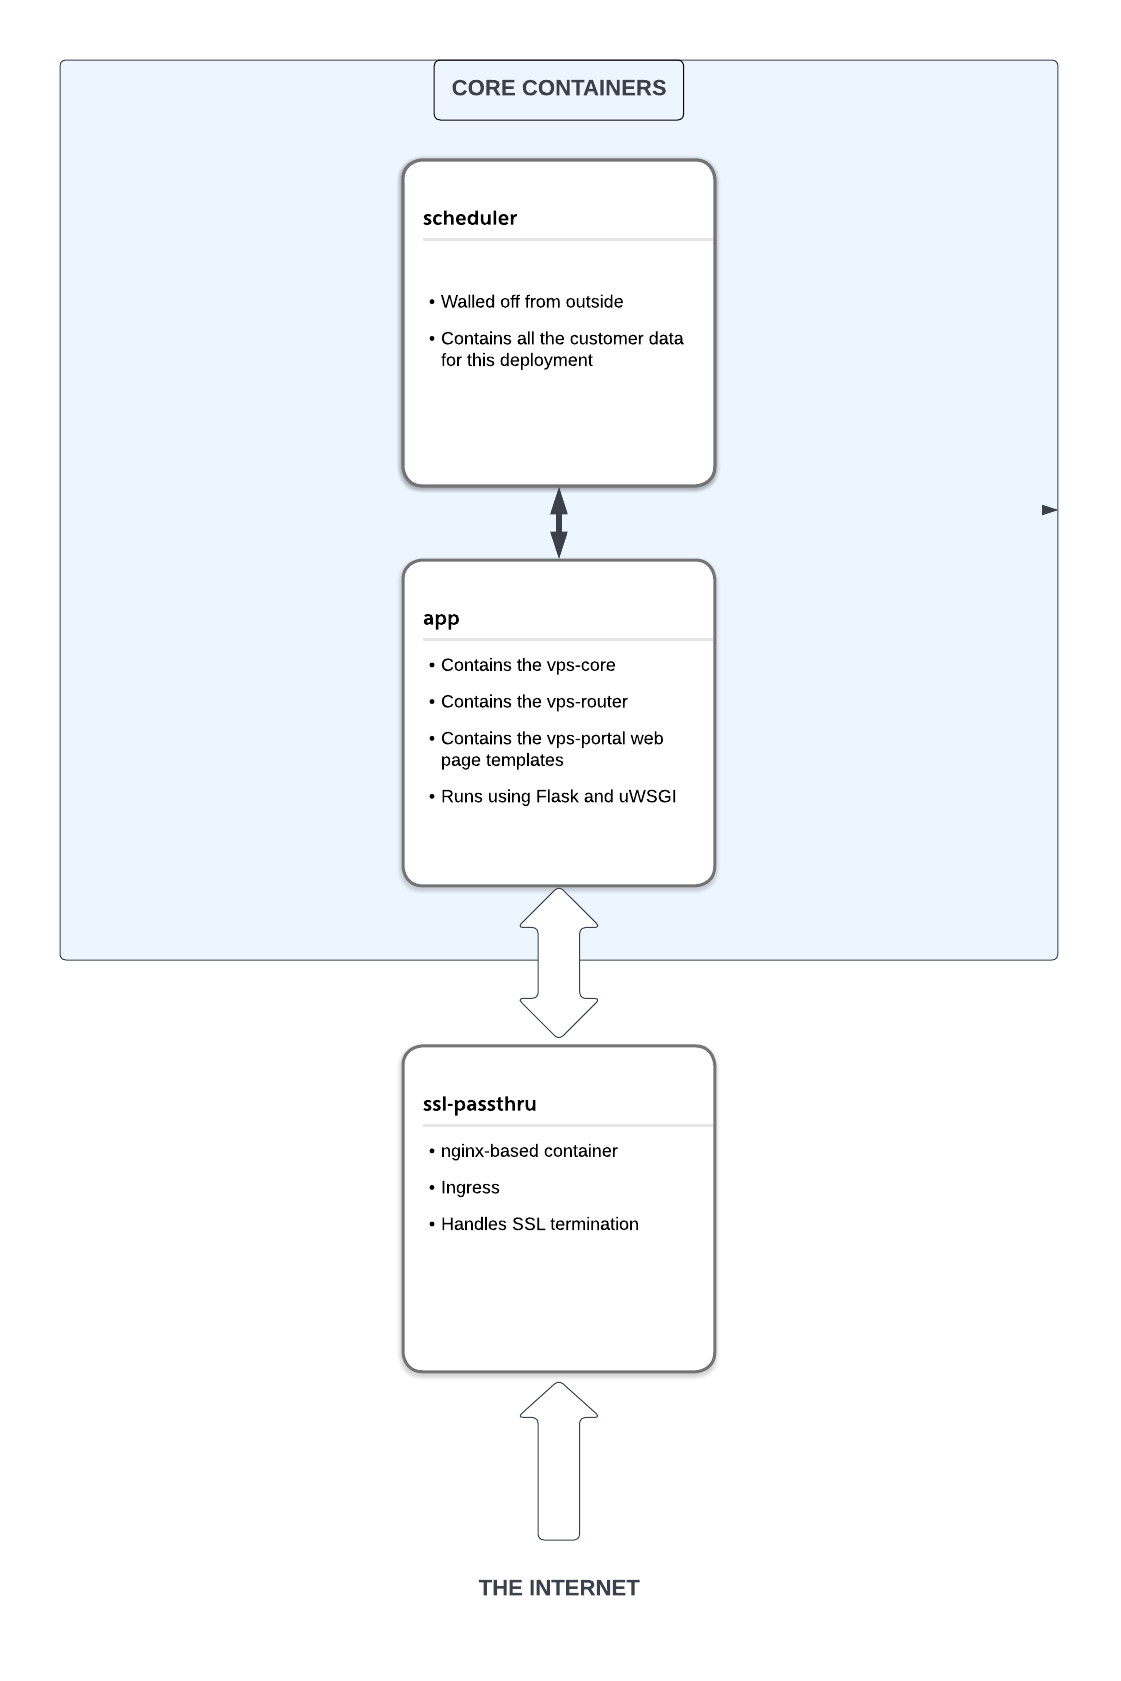 CORE CONTAINERS
scheduler
• Walled off from outside
• Contains all the customer data
for this deployment
app
• Contains the vps-core
• Contains the vps-router
• Contains the vps-portal web
page templates
• Runs using Flask and uWSGI
ssl-passthru
• nginx-based container
• Ingress
• Handles SSL termination
THE INTERNET